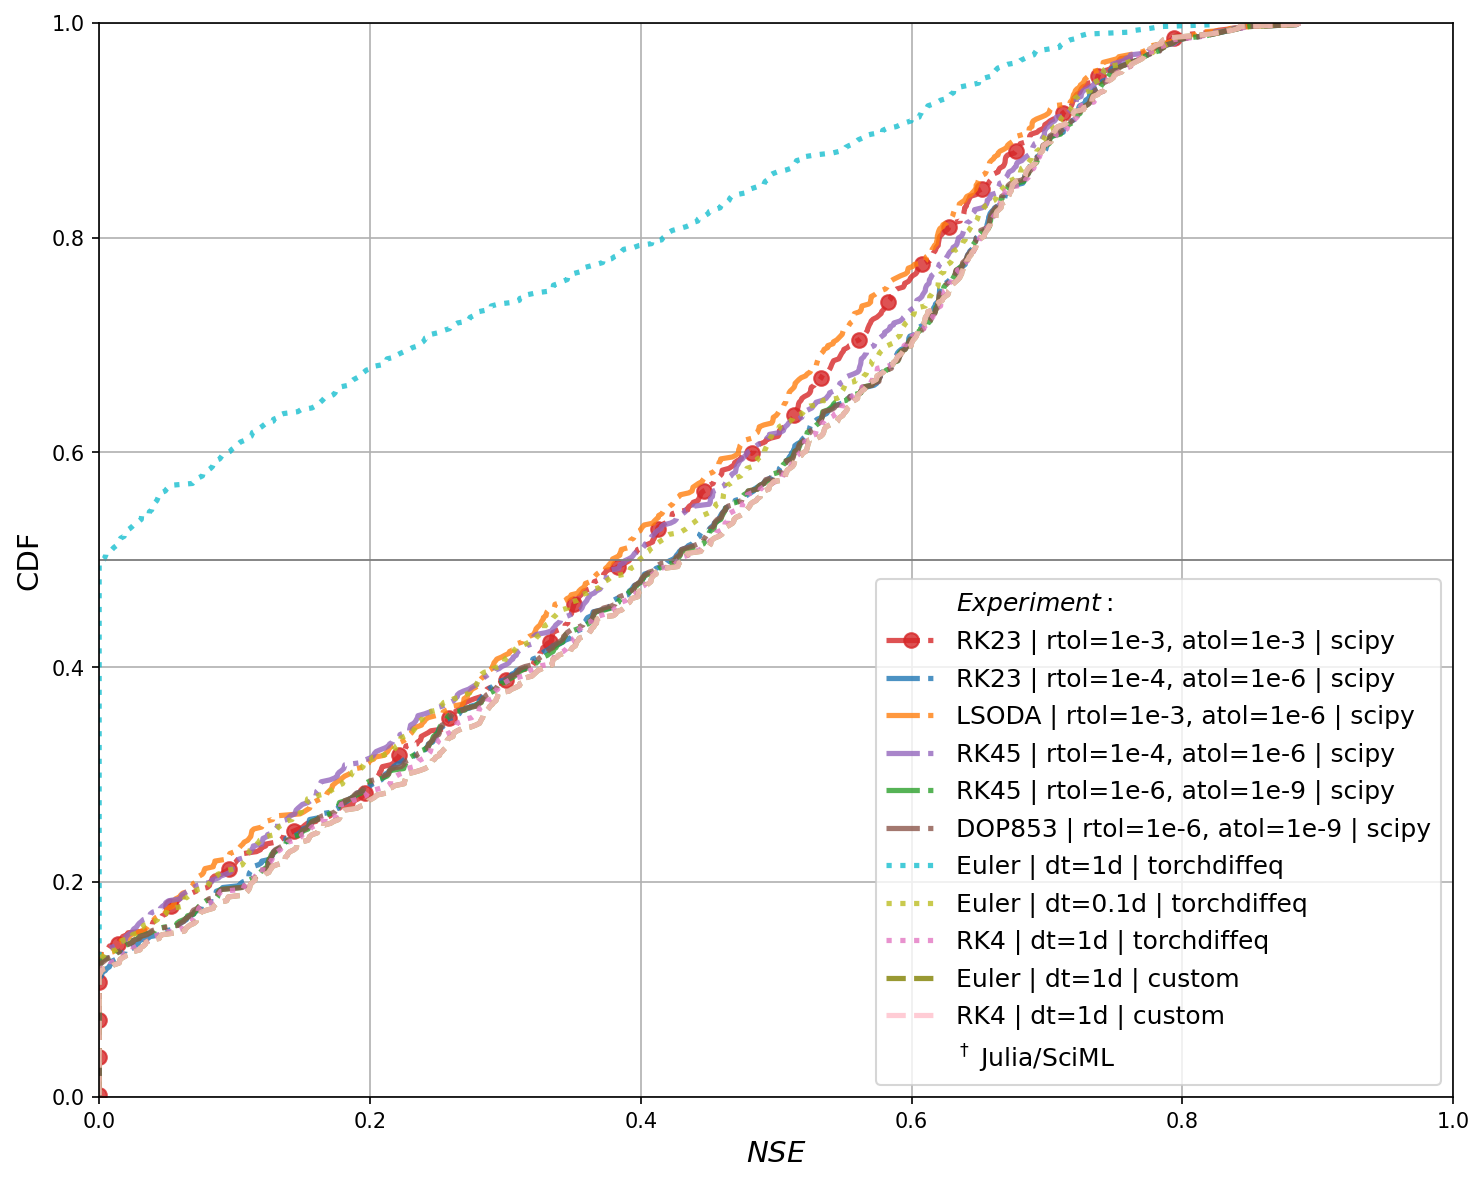 1.0
0.8
0.6
0.4
0.2
0.0
CDF
0.0 0.2 0.4 0.6 0.8 1.0
NSE
Experiment:
RK23 | rtol=1e-3, atol=1e-3 | scipy
RK23 | rtol=1e-4, atol=1e-6 | scipy
LSODA | rtol=1e-3, atol=1e-6 | scipy
RK45 | rtol=1e-4, atol=1e-6 | scipy
RK45 | rtol=1e-6, atol=1e-9 | scipy
DOP853 | rtol=1e-6, atol=1e-9 | scipy
Euler | dt=1d | torchdiffeq
Euler | dt=0.1d | torchdiffeq
RK4 | dt=1d | torchdiffeq
Euler | dt=1d | custom
RK4 | dt=1d | custom
† Julia/SciML